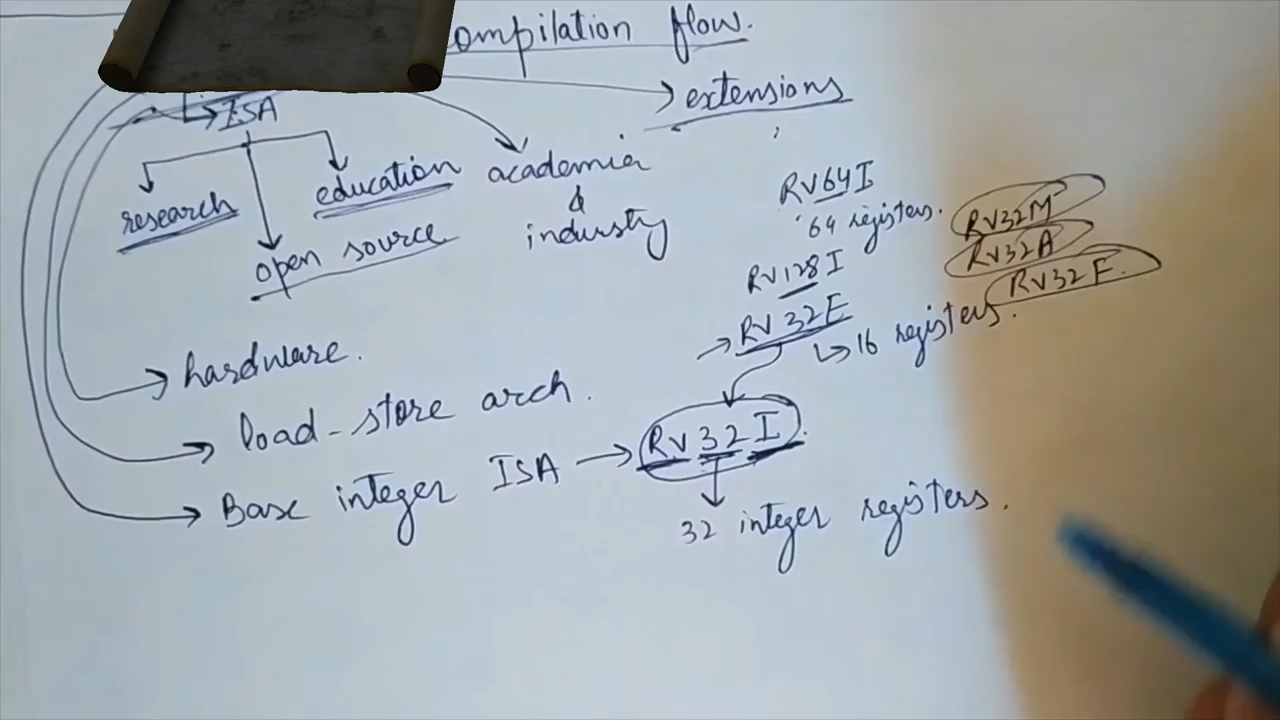 ompilation flow.
extensions
ISA
research
education
open source
academia
&
industry
RV64I
64 registers.
RV128I
RV32E
16 registers.
RV32M
RV32A
RV32F.
hardware.
load-store arch.
Base integer ISA
RV32I.
32 integer registers.